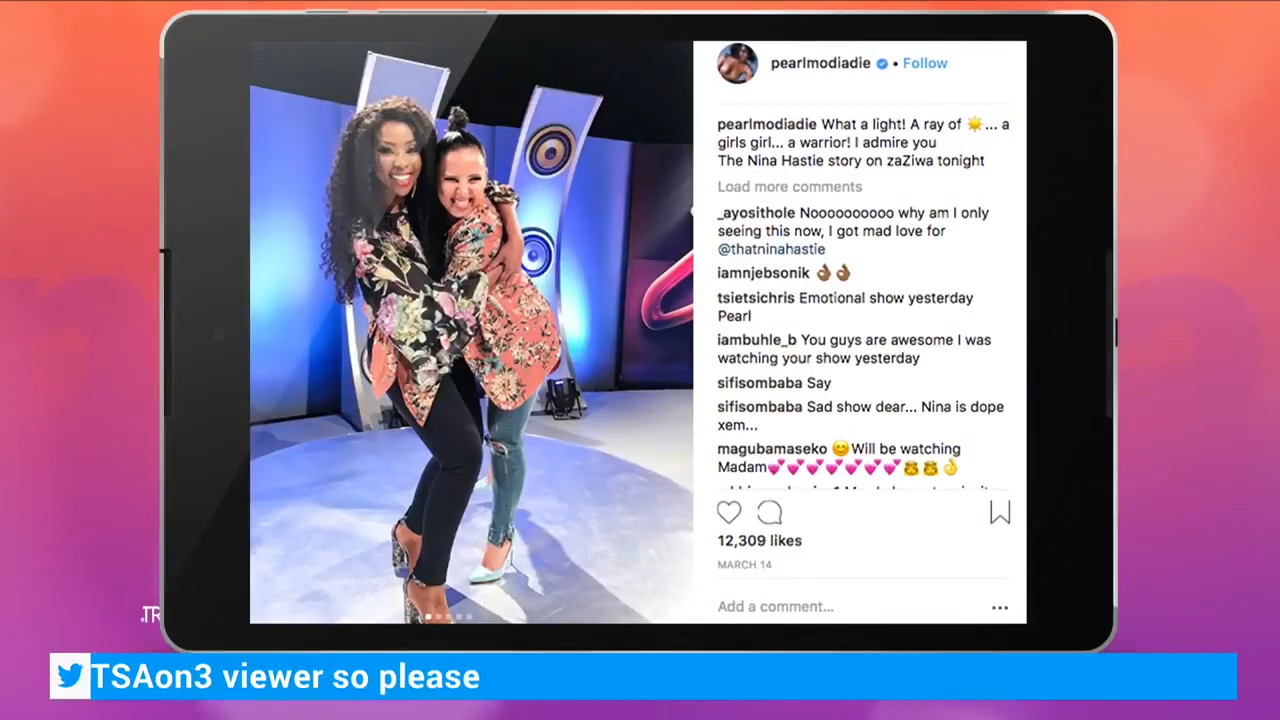 pearlmodiadie • Follow
pearlmodiadie What a light! A ray of ☀️... a
girls girl... a warrior! I admire you
The Nina Hastie story on zaZiwa tonight
Load more comments
_ayosithole Noooooooooo why am I only
seeing this now, I got mad love for
@thatninahastie
iamnjebsonik 👌🏾👌🏾
tsietsichris Emotional show yesterday
Pearl
iambuhle_b You guys are awesome I was
watching your show yesterday
sifisombaba Say
sifisombaba Sad show dear... Nina is dope
xem...
magubamaseko 😊Will be watching
Madam💕💕💕💕💕💕💕👸👸👌
12,309 likes
MARCH 14
Add a comment...
.TR
TSAon3 viewer so please